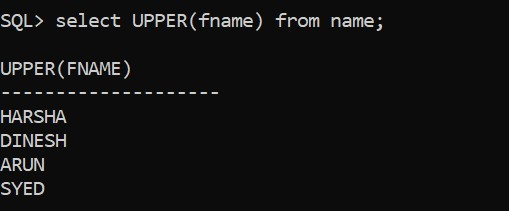 SQL> select UPPER(fname) from name;
UPPER(FNAME)
--------------------
HARSHA
DINESH
ARUN
SYED